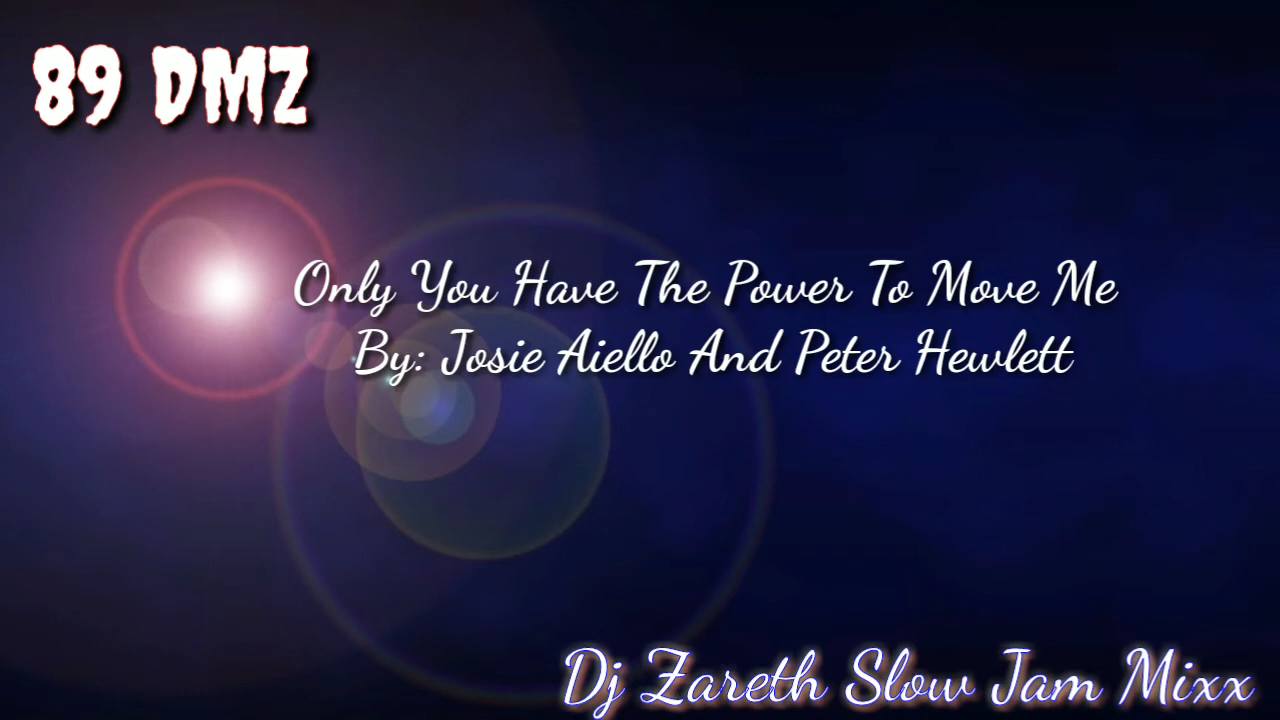 89 DMZ
Only You Have The Power To Move Me
By: Josie Aiello And Peter Hewlett
Dj Zareth Slow Jam Mixx